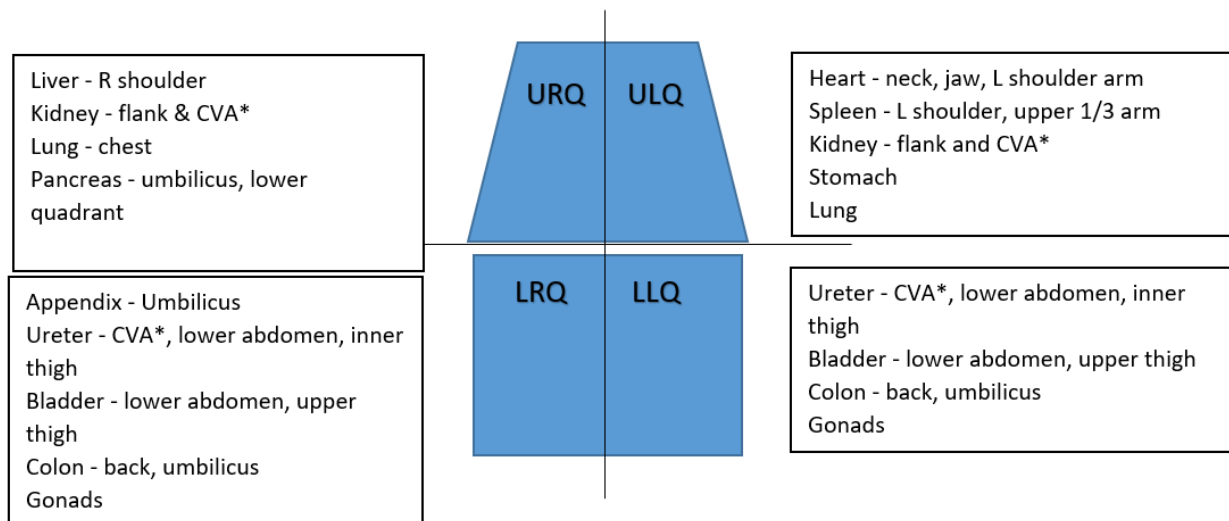 Liver - R shoulder
Kidney - flank & CVA*
Lung - chest
Pancreas - umbilicus, lower
quadrant
URQ
ULQ
Heart - neck, jaw, L shoulder arm
Spleen - L shoulder, upper 1/3 arm
Kidney - flank and CVA*
Stomach
Lung
Appendix - Umbilicus
Ureter - CVA*, lower abdomen, inner
thigh
Bladder - lower abdomen, upper
thigh
Colon - back, umbilicus
Gonads
LRQ
LLQ
Ureter - CVA*, lower abdomen, inner
thigh
Bladder - lower abdomen, upper thigh
Colon - back, umbilicus
Gonads